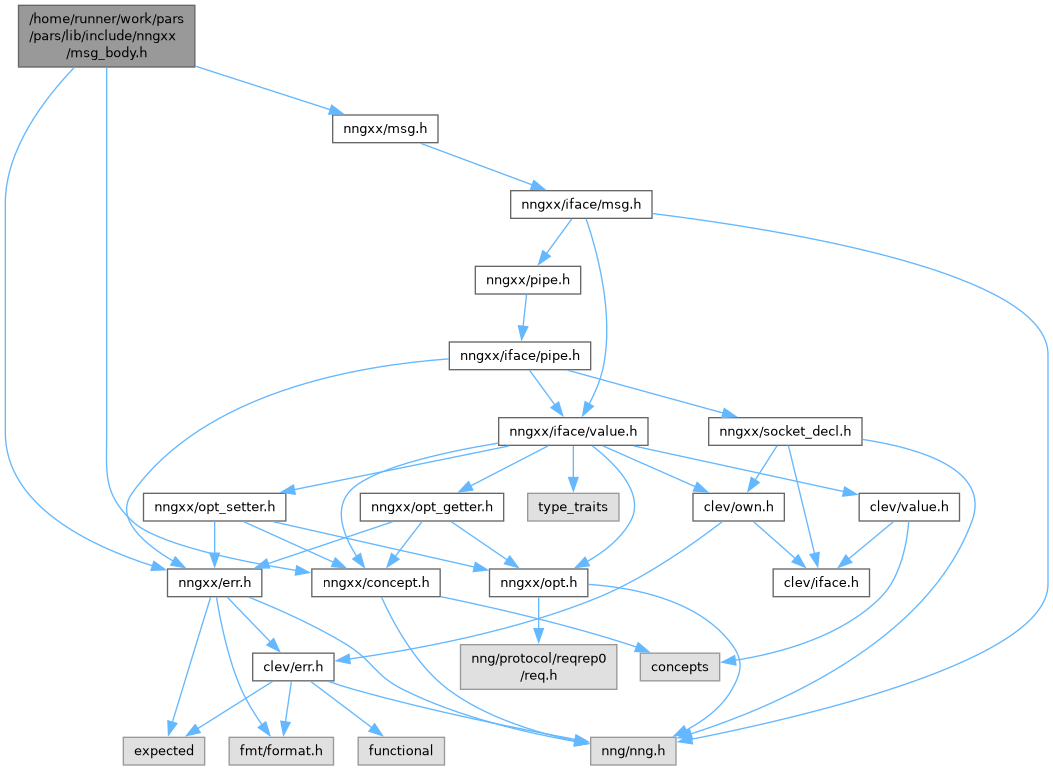 /home/runner/work/pars
/pars/lib/include/nngxx
/msg_body.h
nngxx/msg.h
nngxx/iface/msg.h
nngxx/pipe.h
nngxx/iface/pipe.h
nngxx/iface/value.h
nngxx/socket_decl.h
nngxx/opt_setter.h
nngxx/opt_getter.h
type_traits
clev/own.h
clev/value.h
nngxx/err.h
nngxx/concept.h
nngxx/opt.h
clev/iface.h
clev/err.h
nng/protocol/reqrep0
/req.h
concepts
expected
fmt/format.h
functional
nng/nng.h